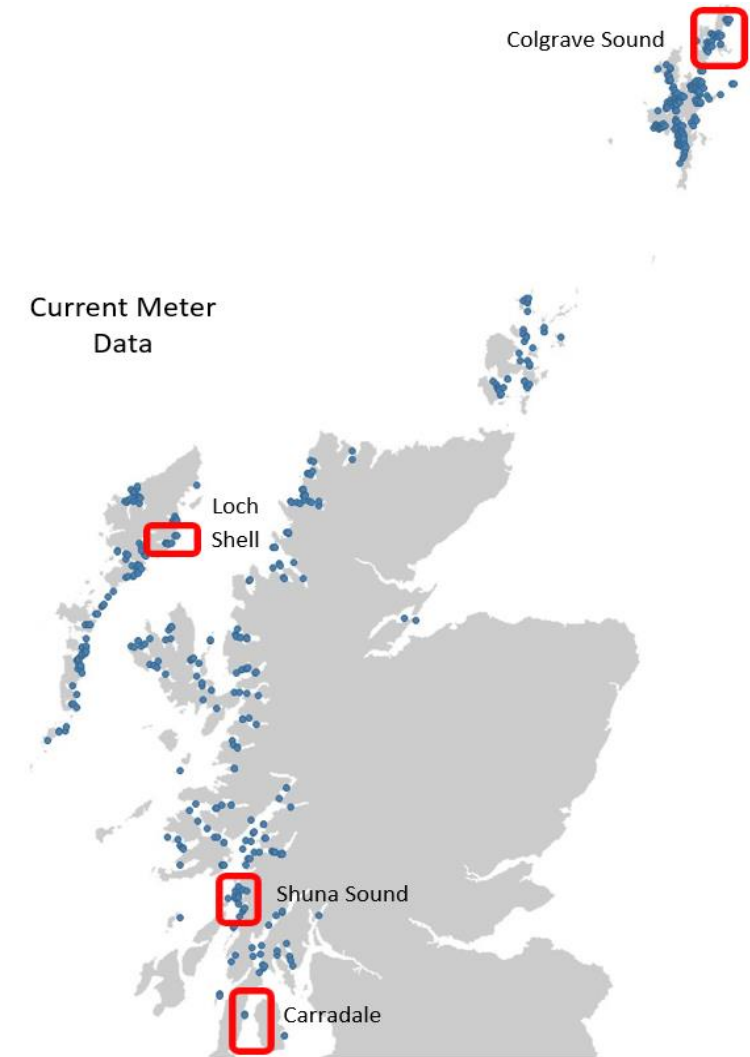 Colgrave Sound
Current Meter
Data
Loch
Shell
Shuna Sound
Carradale